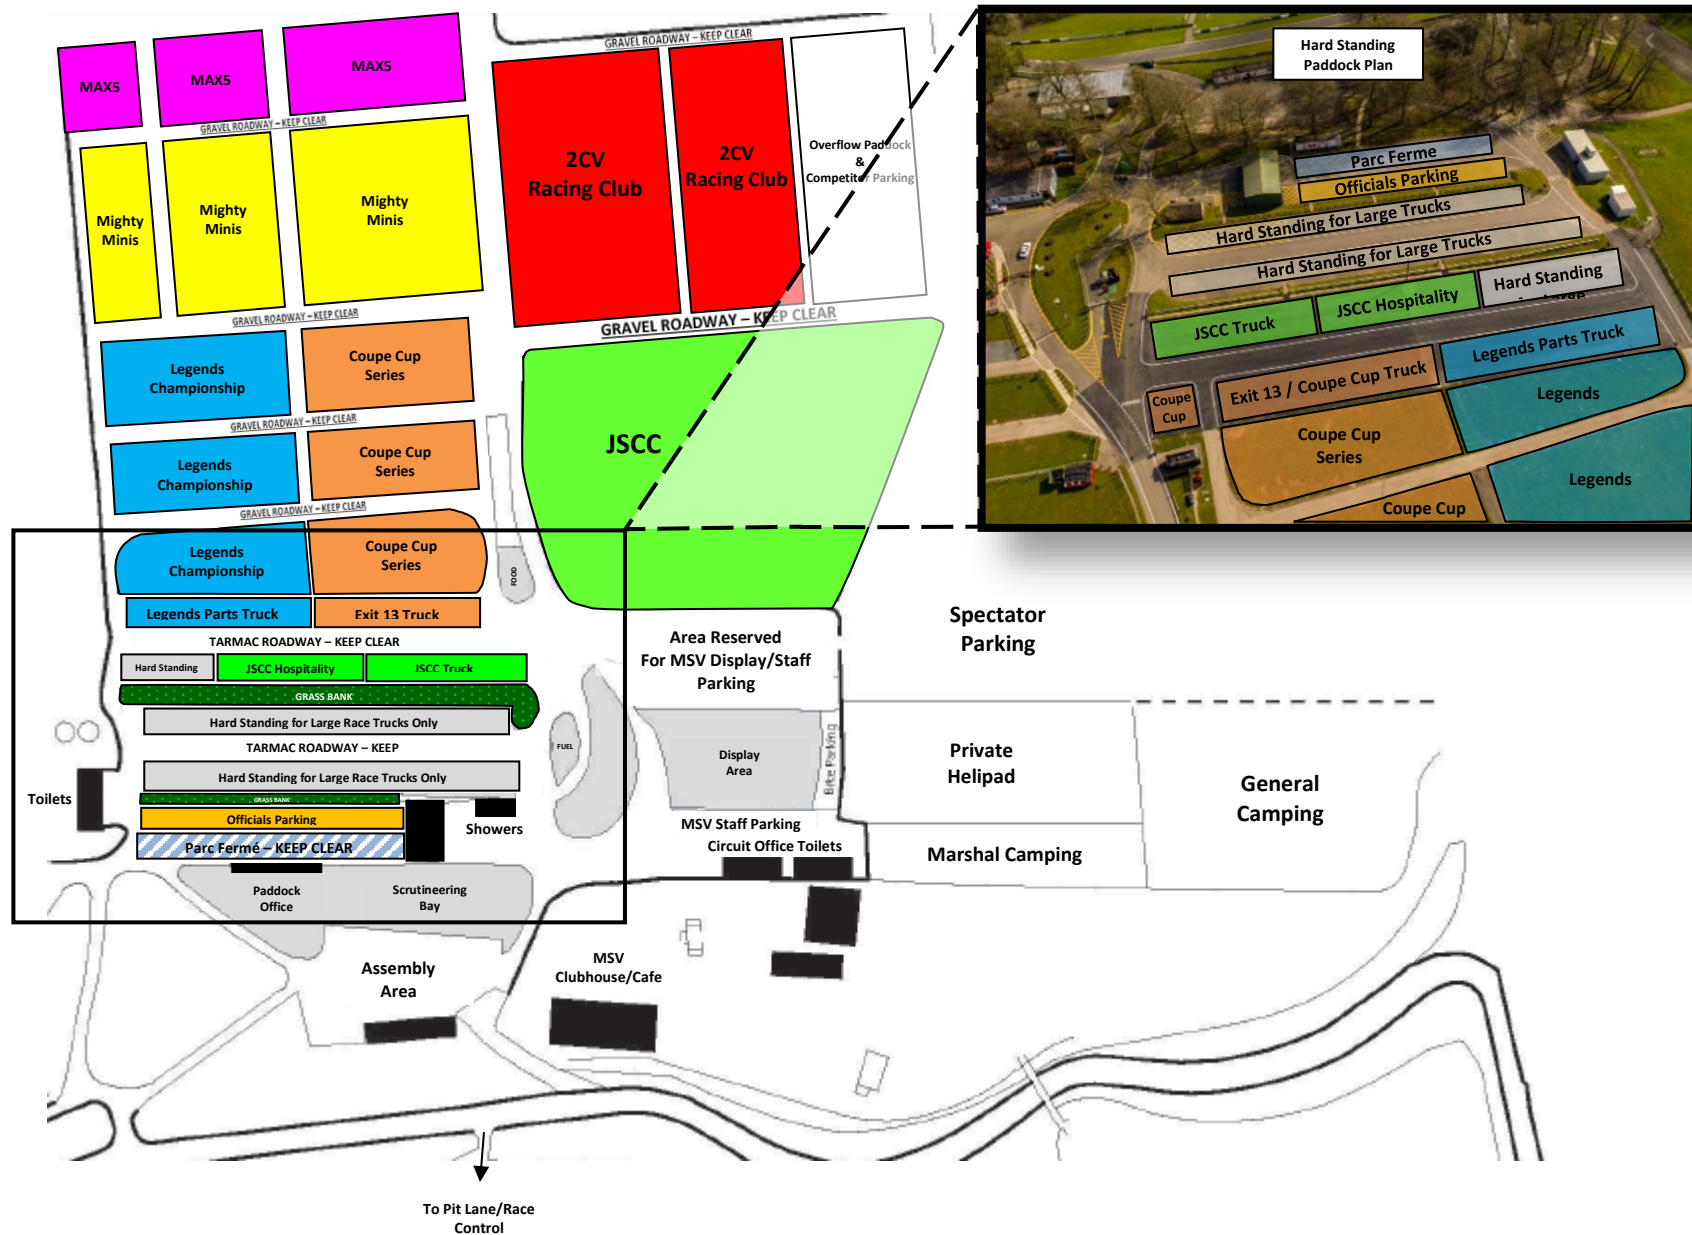 MAX5
MAX5
MAX5
GRAVEL ROADWAY – KEEP CLEAR
GRAVEL ROADWAY – KEEP CLEAR
Mighty
Minis
Mighty
Minis
Mighty
Minis
2CV
Racing Club
2CV
Racing Club
Overflow Paddock
&
Competitor Parking
GRAVEL ROADWAY – KEEP CLEAR
GRAVEL ROADWAY – KEEP CLEAR
Legends
Championship
Coupe Cup
Series
GRAVEL ROADWAY – KEEP CLEAR
Legends
Championship
Coupe Cup
Series
GRAVEL ROADWAY – KEEP CLEAR
Legends
Championship
Coupe Cup
Series
FOOD
JSCC
Legends Parts Truck
Exit 13 Truck
TARMAC ROADWAY – KEEP CLEAR
Hard Standing
JSCC Hospitality
JSCC Truck
GRASS BANK
Hard Standing for Large Race Trucks Only
TARMAC ROADWAY – KEEP
Hard Standing for Large Race Trucks Only
GRASS BANK
Officials Parking
Parc Fermé – KEEP CLEAR
Toilets
Showers
FUEL
Paddock
Office
Scrutineering
Bay
Assembly
Area
Area Reserved
For MSV Display/Staff
Parking
Display
Area
Bike Parking
MSV Staff Parking
Circuit Office Toilets
MSV
Clubhouse/Cafe
Spectator
Parking
Private
Helipad
General
Camping
Marshal Camping
To Pit Lane/Race
Control
Hard Standing
Paddock Plan
Parc Ferme
Officials Parking
Hard Standing for Large Trucks
Hard Standing for Large Trucks
Hard Standing
JSCC Hospitality
JSCC Truck
Legends Parts Truck
Exit 13 / Coupe Cup Truck
Coupe
Cup
Legends
Coupe Cup
Series
Legends
Coupe Cup